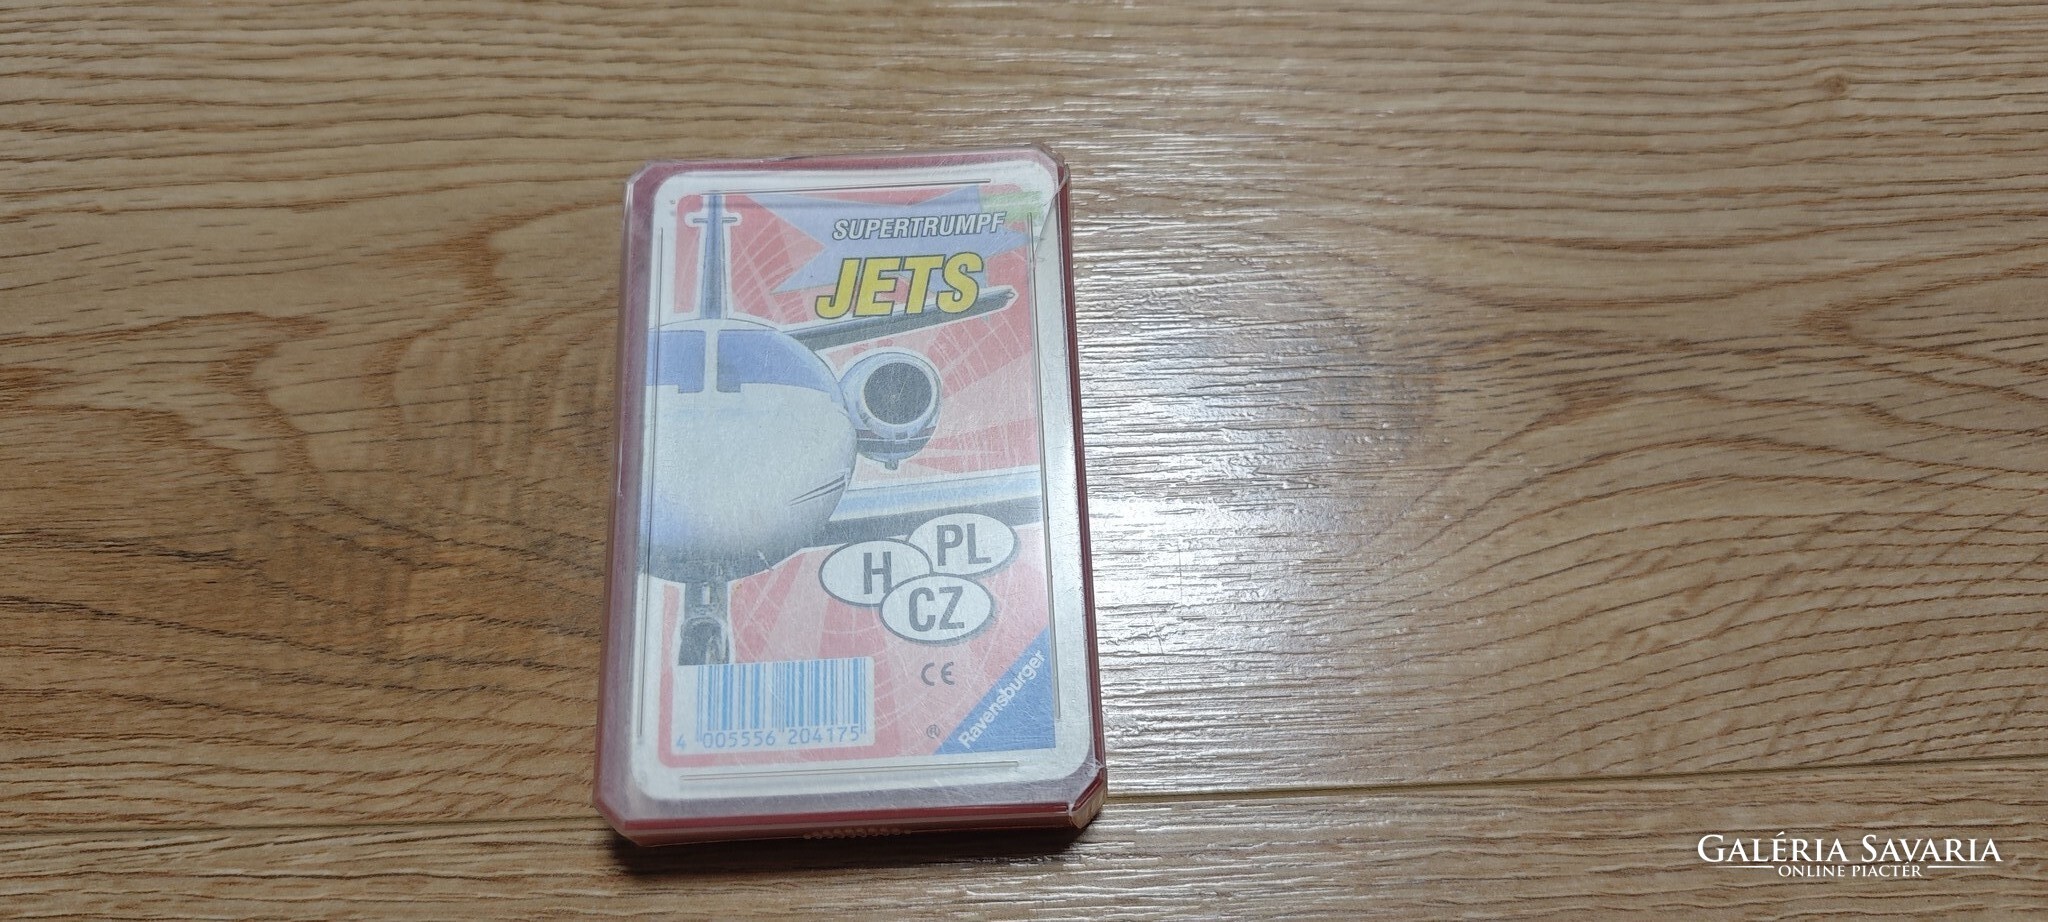 SUPERTRUMPF
JETS
H
PL
CZ
CE
Ravensburger
®
4 005556 204175
GALÉRIA SAVARIA
ONLINE PIACTÉR